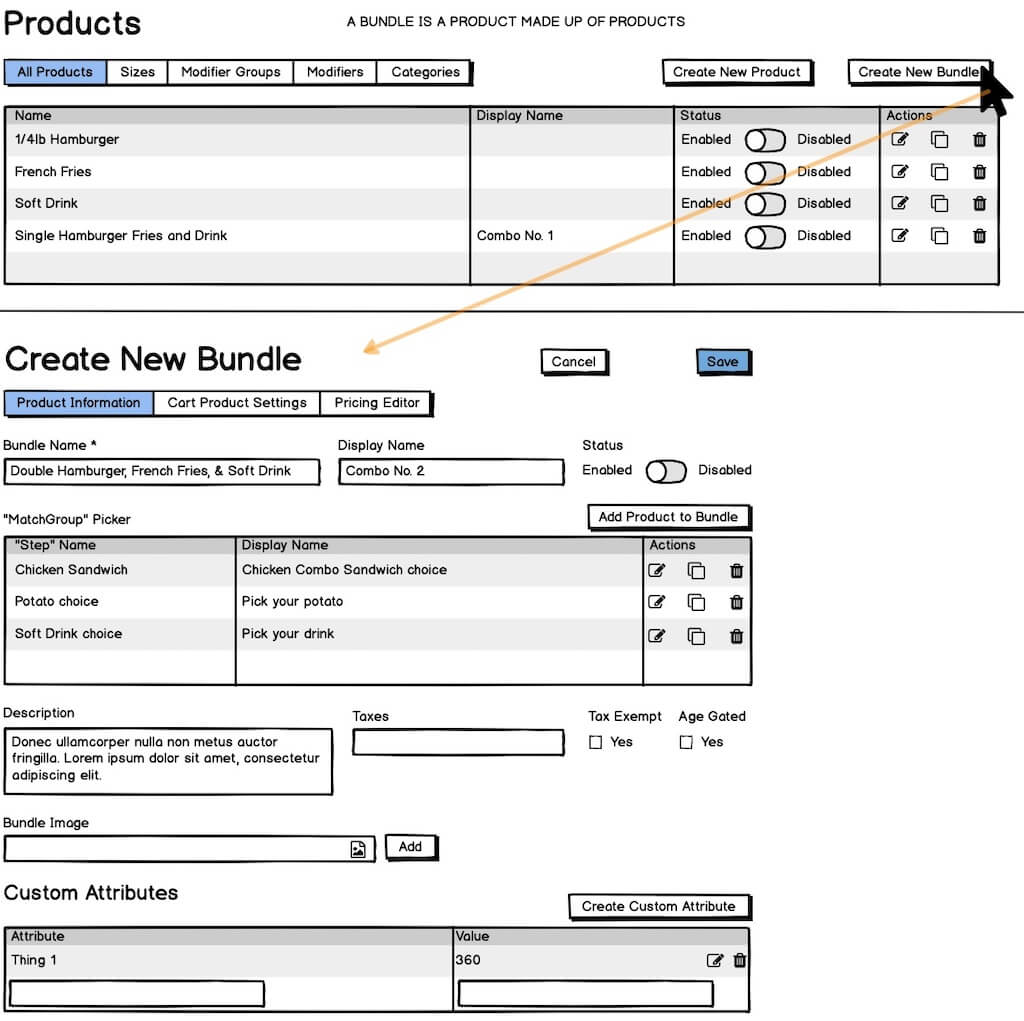 Products
A BUNDLE IS A PRODUCT MADE UP OF PRODUCTS
All Products Sizes Modifier Groups Modifiers Categories Create New Product Create New Bundle
Name Display Name Status Actions
1/4lb Hamburger Enabled Disabled
French Fries Enabled Disabled
Soft Drink Enabled Disabled
Single Hamburger Fries and Drink Combo No. 1 Enabled Disabled
Create New Bundle Cancel Save
Product Information Cart Product Settings Pricing Editor
Bundle Name * Display Name Status
Double Hamburger, French Fries, & Soft Drink Combo No. 2 Enabled Disabled
"MatchGroup" Picker Add Product to Bundle
"Step" Name Display Name Actions
Chicken Sandwich Chicken Combo Sandwich choice
Potato choice Pick your potato
Soft Drink choice Pick your drink
Description Taxes Tax Exempt Age Gated
Donec ullamcorper nulla non metus auctor
fringilla. Lorem ipsum dolor sit amet, consectetur
adipiscing elit.
Yes Yes
Bundle Image
Add
Custom Attributes Create Custom Attribute
Attribute Value
Thing 1 360